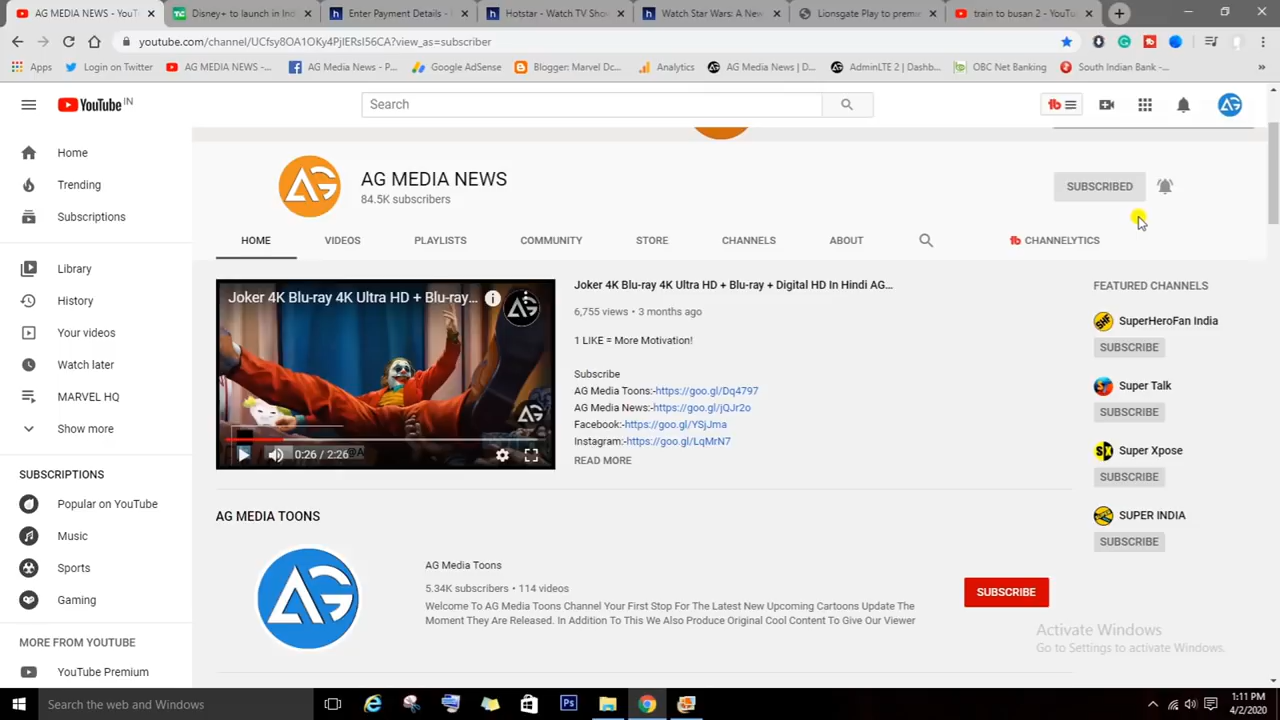 AG MEDIA NEWS - YouT
Disney+ to launch in Ind
Enter Payment Details -
Hotstar - Watch TV Sho
Watch Star Wars: A New
Lionsgate Play to premi
train to busan 2 - YouT
youtube.com/channel/UCfsy8OA1OKy4PjIERsI56CA?view_as=subscriber
Apps
Login on Twitter
AG MEDIA NEWS -...
AG Media News - P...
Google AdSense
Blogger: Marvel Dc...
Analytics
AG Media News | D...
AdminLTE 2 | Dashb...
OBC Net Banking
South Indian Bank -...
»
YouTube IN
Search
Home
Trending
Subscriptions
Library
History
Your videos
Watch later
MARVEL HQ
Show more
SUBSCRIPTIONS
Popular on YouTube
Music
Sports
Gaming
MORE FROM YOUTUBE
YouTube Premium
AG MEDIA NEWS
84.5K subscribers
SUBSCRIBED
HOME
VIDEOS
PLAYLISTS
COMMUNITY
STORE
CHANNELS
ABOUT
CHANNELYTICS
Joker 4K Blu-ray 4K Ultra HD + Blu-ray...
0:26 / 2:26
Joker 4K Blu-ray 4K Ultra HD + Blu-ray + Digital HD In Hindi AG...
6,755 views • 3 months ago
1 LIKE = More Motivation!
Subscribe
AG Media Toons:-https://goo.gl/Dq4797
AG Media News:-https://goo.gl/jQJr2o
Facebook:-https://goo.gl/YSjJma
Instagram:-https://goo.gl/LqMrN7
READ MORE
FEATURED CHANNELS
SuperHeroFan India
SUBSCRIBE
Super Talk
SUBSCRIBE
Super Xpose
SUBSCRIBE
SUPER INDIA
SUBSCRIBE
AG MEDIA TOONS
AG Media Toons
5.34K subscribers • 114 videos
Welcome To AG Media Toons Channel Your First Stop For The Latest New Upcoming Cartoons Update The
Moment They Are Released. In Addition To This We Also Produce Original Cool Content To Give Our Viewer
SUBSCRIBE
Activate Windows
Go to Settings to activate Windows.
Search the web and Windows
1:11 PM
4/2/2020